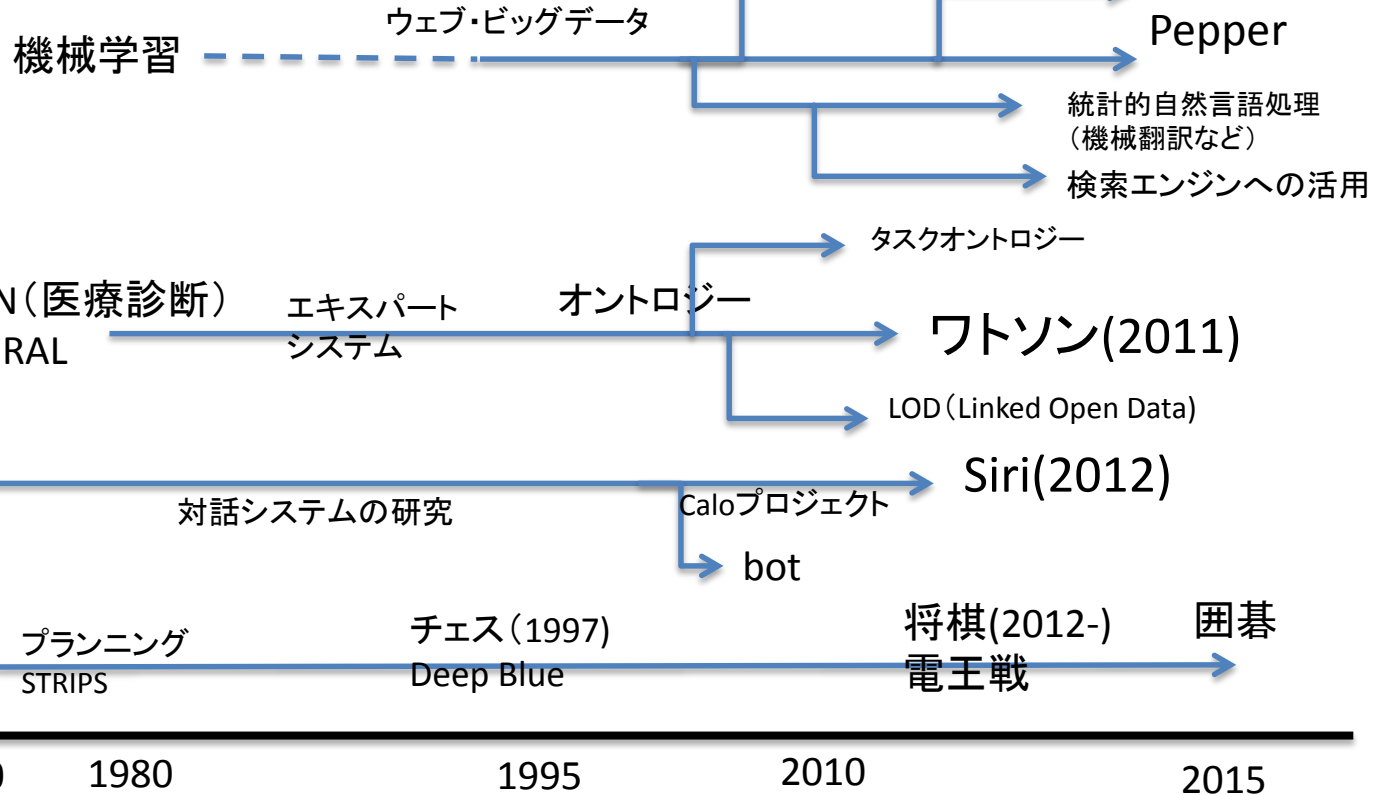 ウェブ・ビッグデータ
機械学習
Pepper
統計的自然言語処理
（機械翻訳など）
検索エンジンへの活用
タスクオントロジー
N（医療診断）
RAL
エキスパート
システム
オントロジー
ワトソン(2011)
LOD（Linked Open Data)
Siri(2012)
対話システムの研究
Caloプロジェクト
bot
プランニング
STRIPS
チェス（1997)
Deep Blue
将棋(2012-)
電王戦
囲碁
0
1980
1995
2010
2015